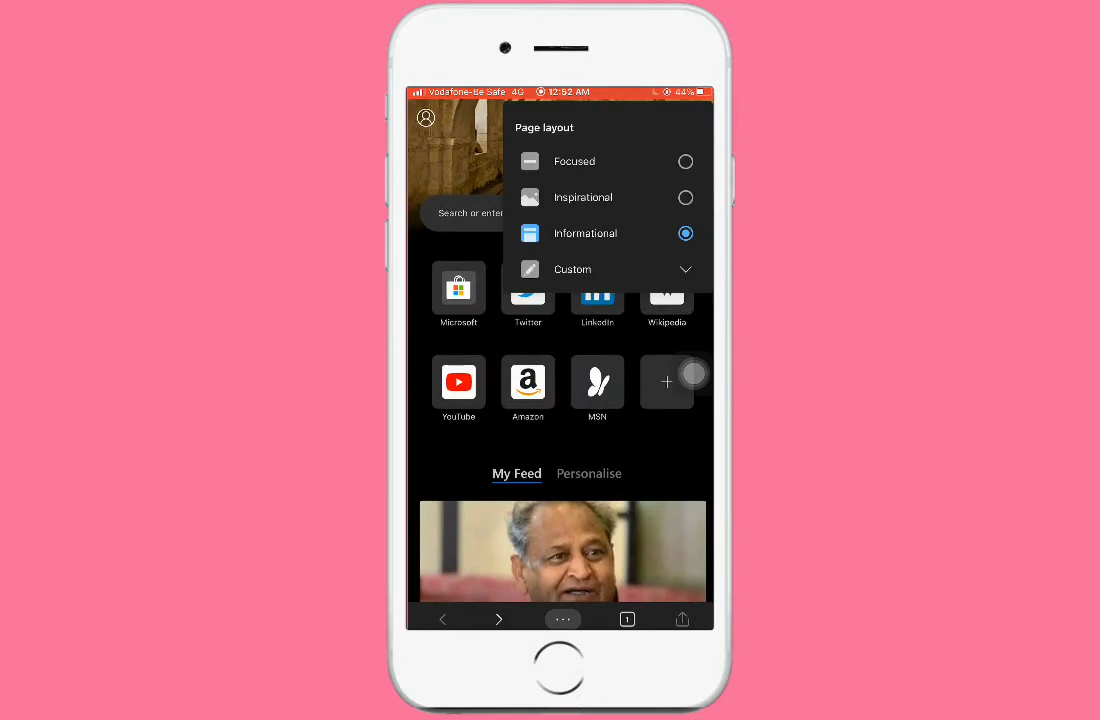 Vodafone-Be Safe 4G 12:52 AM 44%
Page layout
Focused
Inspirational
Informational
Custom
Search or enter
Microsoft Twitter LinkedIn Wikipedia
a
YouTube Amazon MSN
My Feed Personalise
1